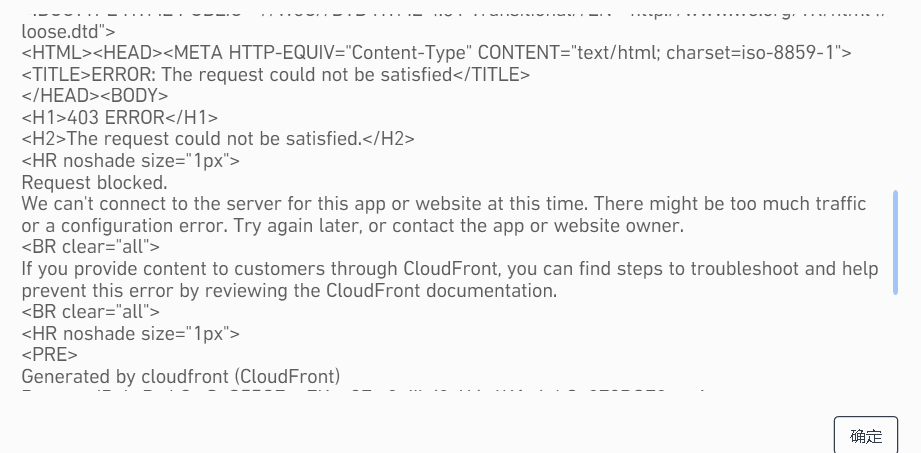 loose.dtd">
<HTML><HEAD><META HTTP-EQUIV="Content-Type" CONTENT="text/html; charset=iso-8859-1">
<TITLE>ERROR: The request could not be satisfied</TITLE>
</HEAD><BODY>
<H1>403 ERROR</H1>
<H2>The request could not be satisfied.</H2>
<HR noshade size="1px">
Request blocked.
We can't connect to the server for this app or website at this time. There might be too much traffic
or a configuration error. Try again later, or contact the app or website owner.
<BR clear="all">
If you provide content to customers through CloudFront, you can find steps to troubleshoot and help
prevent this error by reviewing the CloudFront documentation.
<BR clear="all">
<HR noshade size="1px">
<PRE>
Generated by cloudfront (CloudFront)
确定